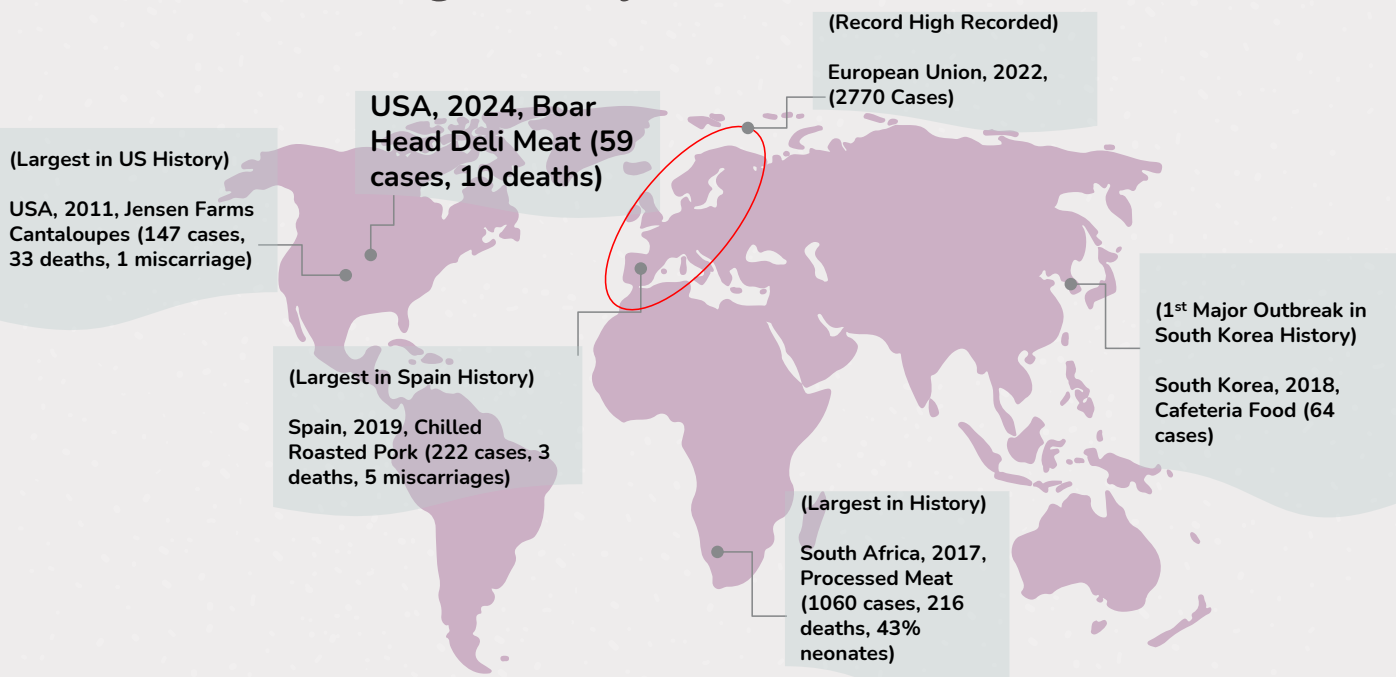 (Record High Recorded)
European Union, 2022,
(2770 Cases)
USA, 2024, Boar
Head Deli Meat (59
cases, 10 deaths)
(Largest in US History)
USA, 2011, Jensen Farms
Cantaloupes (147 cases,
33 deaths, 1 miscarriage)
(1st Major Outbreak in
South Korea History)
South Korea, 2018,
Cafeteria Food (64
cases)
(Largest in Spain History)
Spain, 2019, Chilled
Roasted Pork (222 cases, 3
deaths, 5 miscarriages)
(Largest in History)
South Africa, 2017,
Processed Meat
(1060 cases, 216
deaths, 43%
neonates)